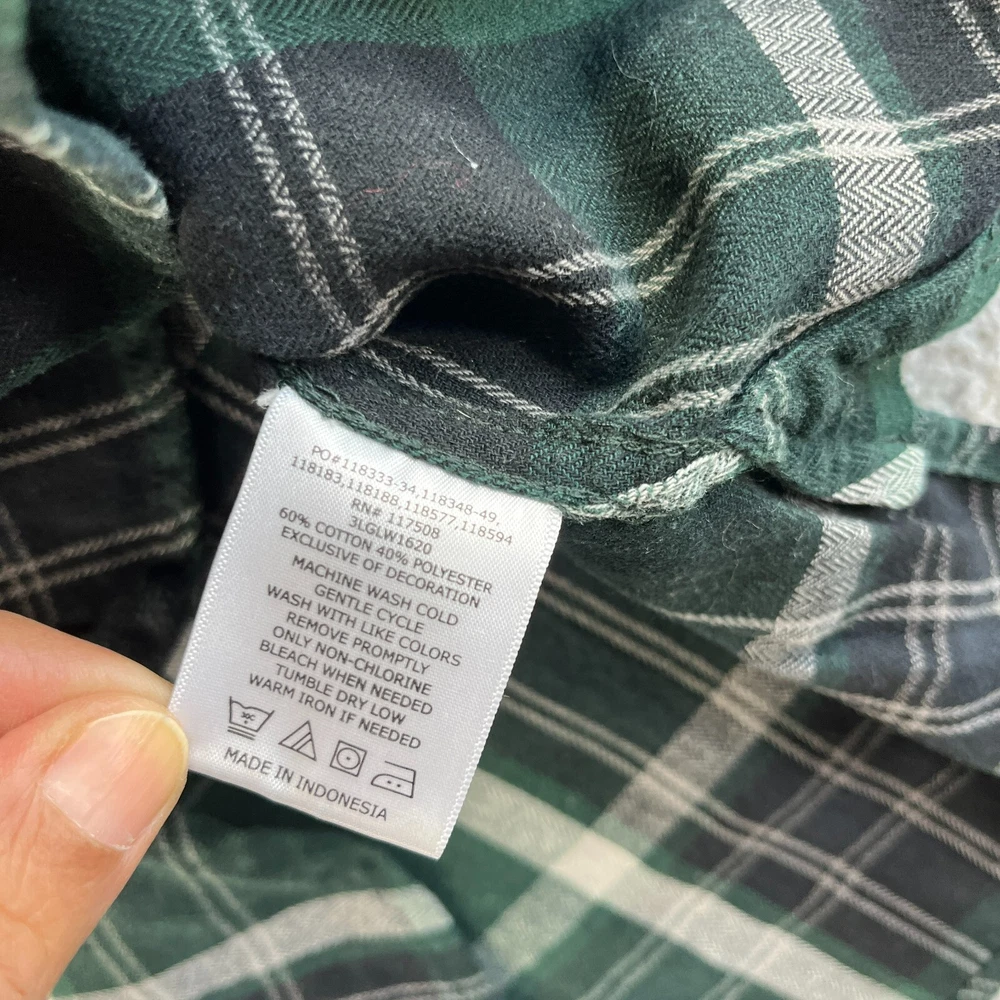 PO#118333-34,118348-49,
118183,118188,118577,118594
RN# 117508
3LGLW1620
60% COTTON 40% POLYESTER
EXCLUSIVE OF DECORATION
MACHINE WASH COLD
GENTLE CYCLE
WASH WITH LIKE COLORS
REMOVE PROMPTLY
ONLY NON-CHLORINE
BLEACH WHEN NEEDED
TUMBLE DRY LOW
WARM IRON IF NEEDED
MADE IN INDONESIA